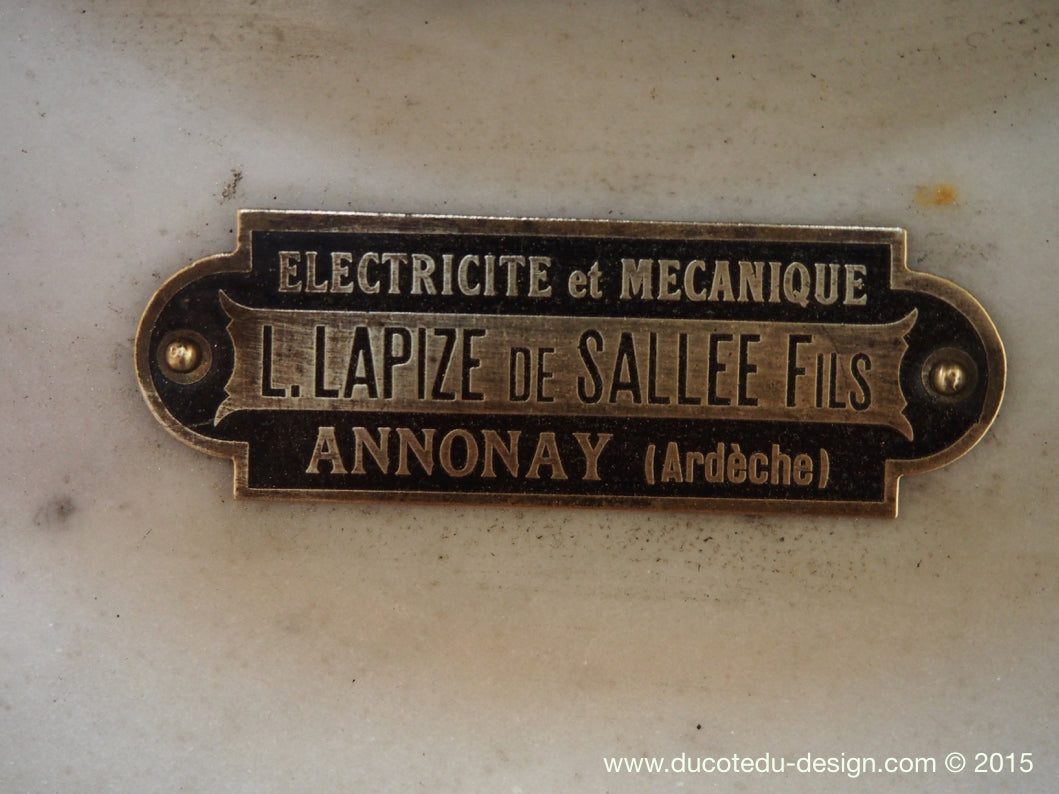 ELECTRICITE et MECANIQUE
L. LAPIZE DE SALLEE FILS
ANNONAY (Ardèche)
www.ducotedu-design.com © 2015